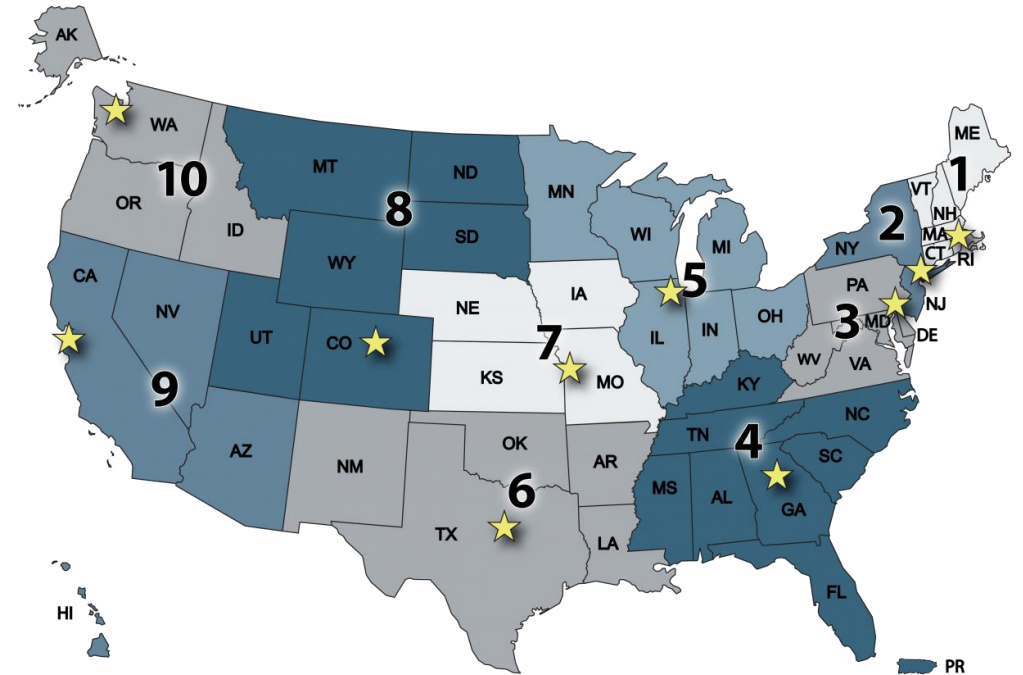 AK
WA
10
OR
ID
MT
ND
8
SD
WY
MN
WI
MI
5
IL
IN
OH
ME
1
VT
NH
MA
CT
RI
2
NY
NJ
PA
3
MD
DE
WV
VA
CA
NV
9
AZ
UT
CO
NE
IA
7
KS
MO
KY
NC
TN
4
SC
MS
AL
GA
FL
NM
OK
6
AR
TX
LA
HI
PR